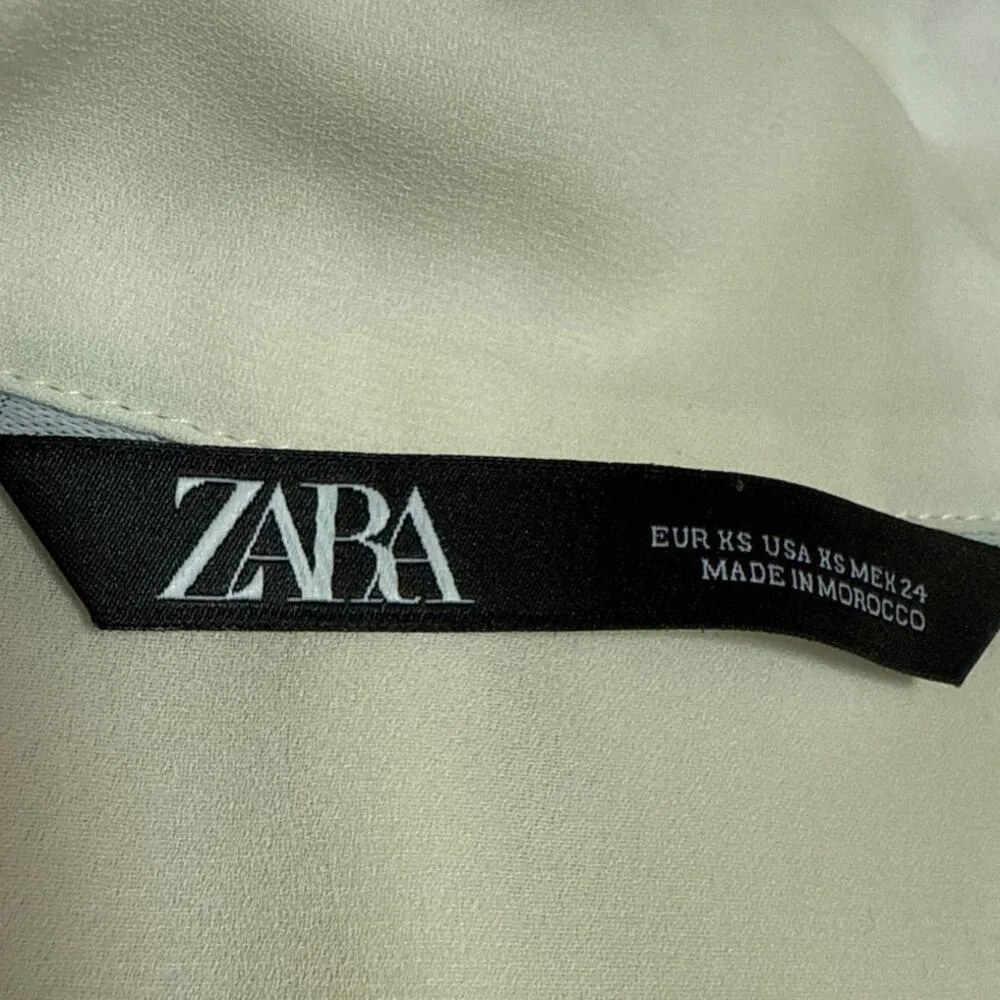 ZARA
EUR XS USA XS MEX 24
MADE IN MOROCCO